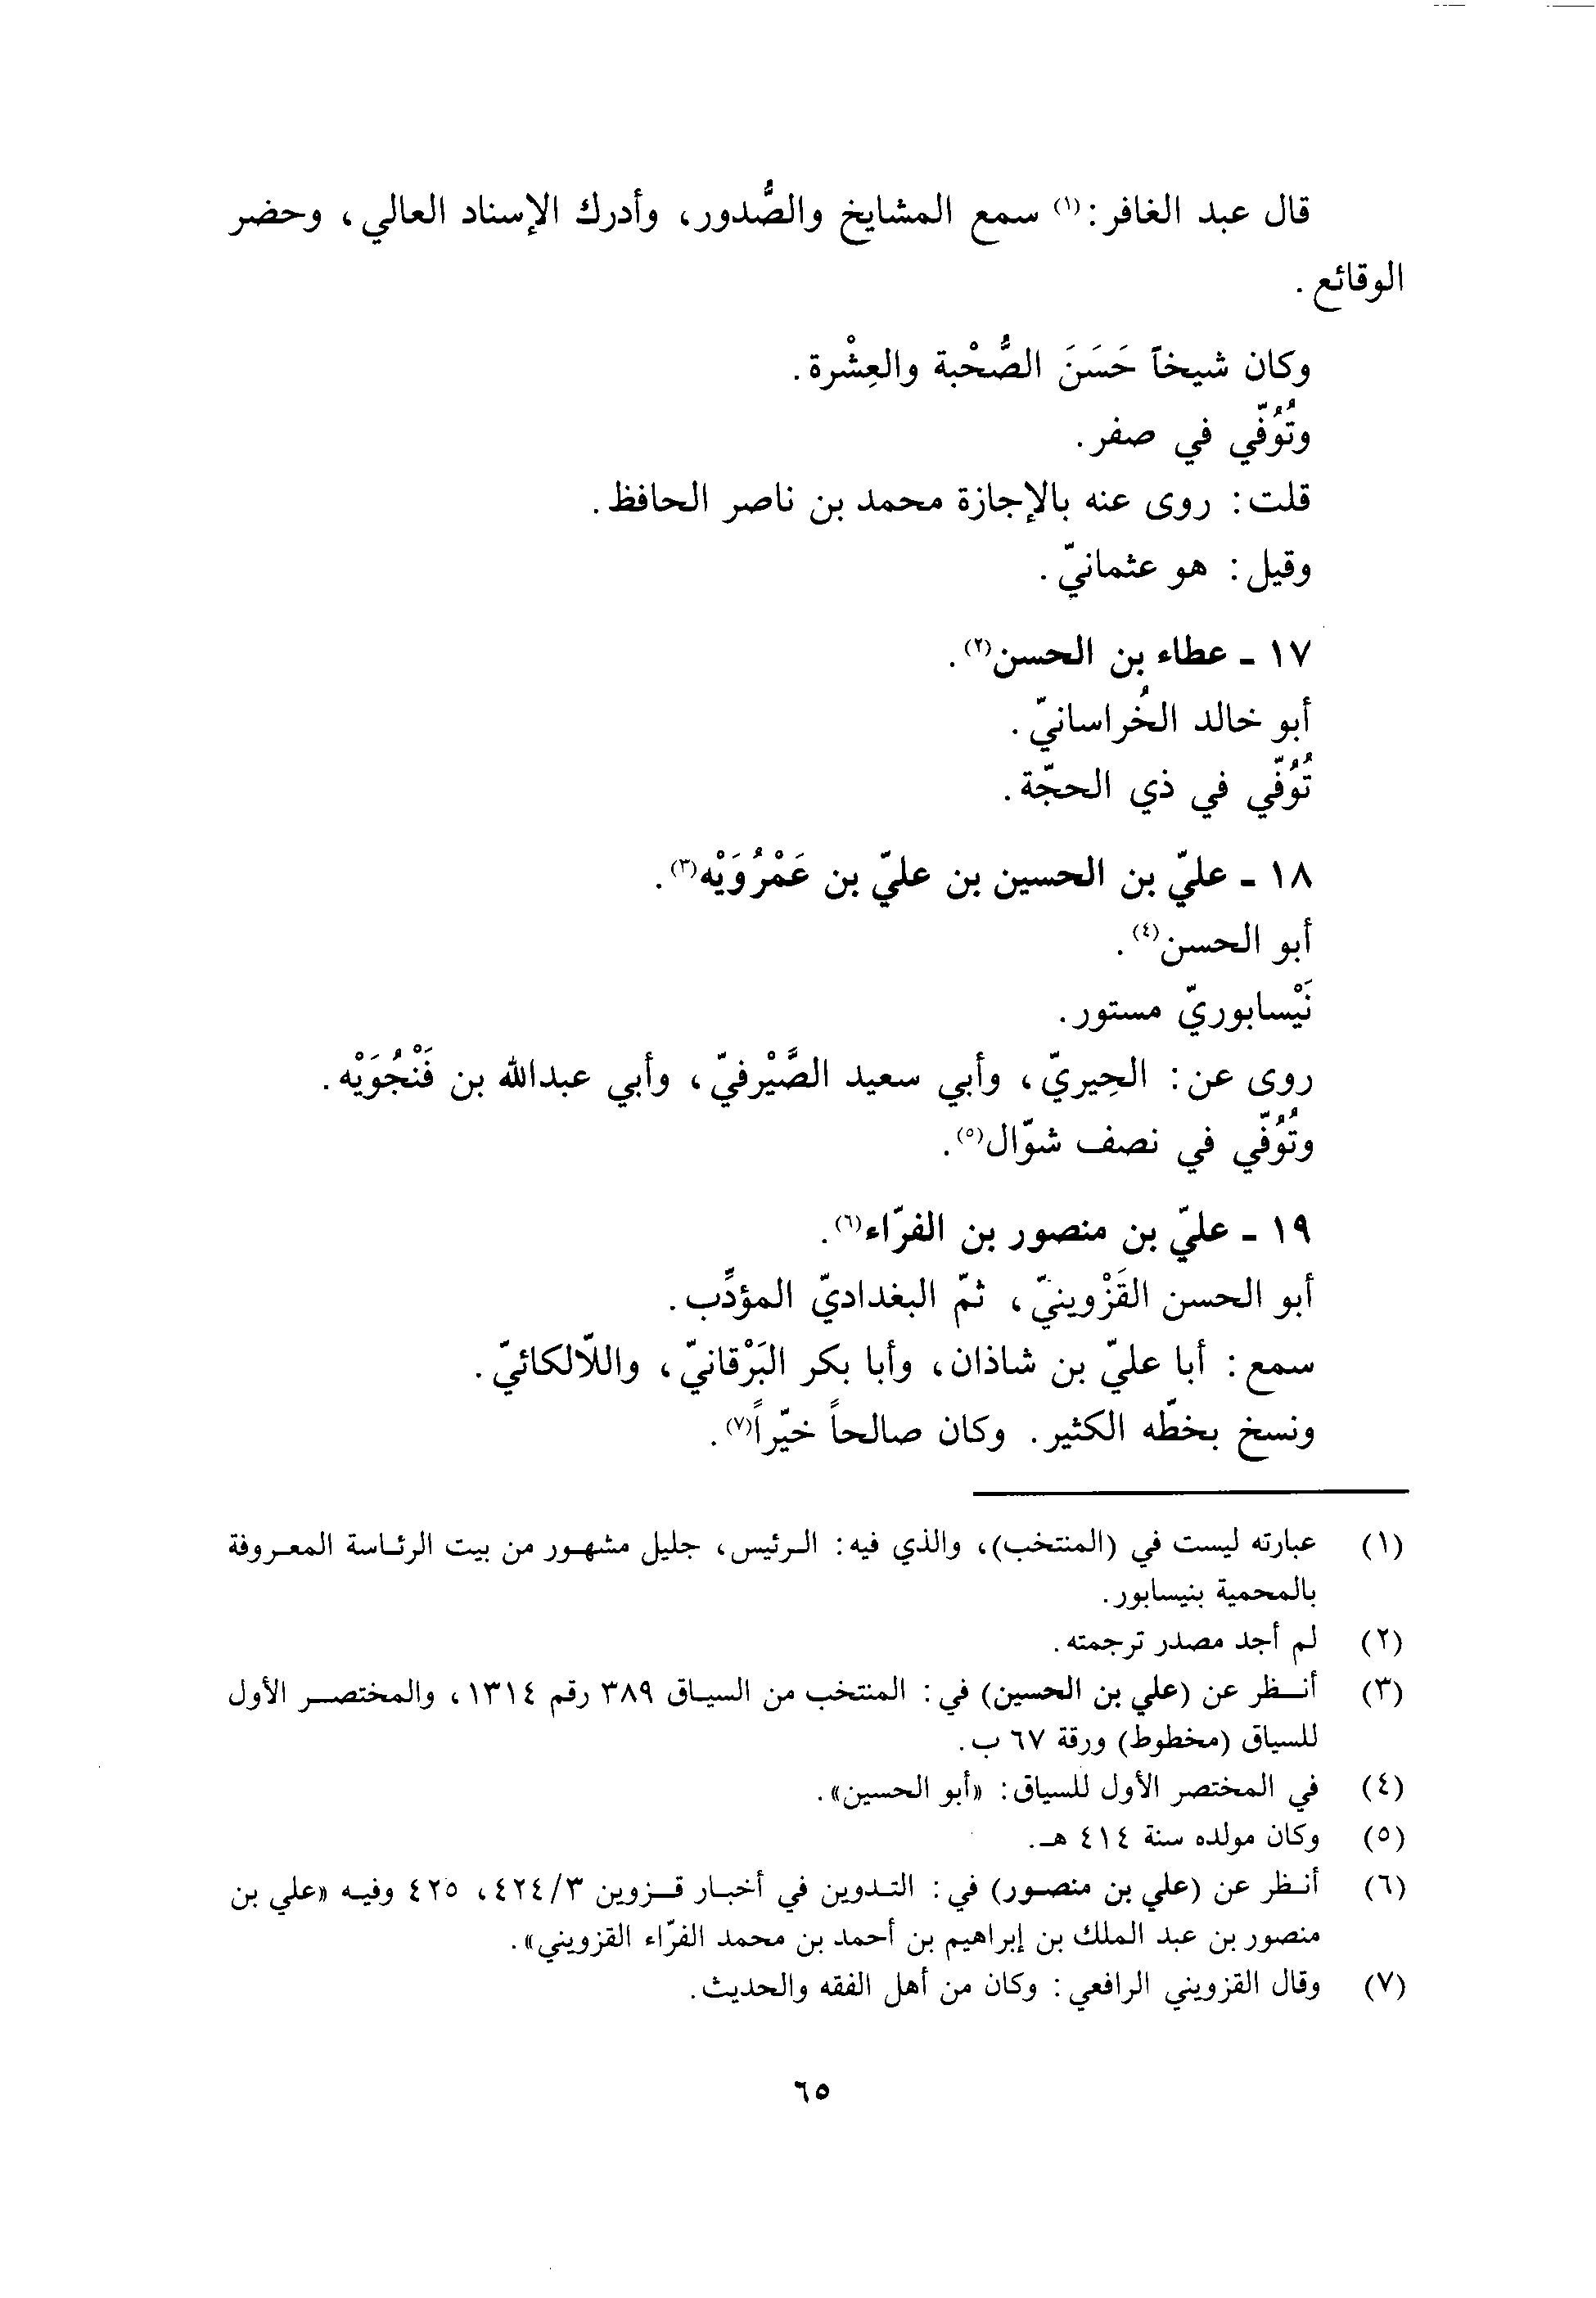 قال عبد الغافر:(١) سمع المشايخ والصُّدور، وأدرك الإسناد العالي، وحضر
الوقائع.
وكان شيخاً حَسَنَ الصُّحْبة والعِشْرة.
وتُوُفّي في صفر.
قلت: روى عنه بالإجازة محمد بن ناصر الحافظ.
وقيل: هو عثمانيّ.
١٧ - عطاء بن الحسن(٢).
أبو خالد الخُراسانيّ.
تُوُفّي في ذي الحجّة.
١٨ - عليّ بن الحسين بن عليّ بن عَمْرُوَيْه(٣).
أبو الحسن(٤).
نَيْسابوريّ مستور.
روى عن: الحِيريّ، وأبي سعيد الصَّيْرفيّ، وأبي عبدالله بن فَنْجُوَيْه.
وتُوُفّي في نصف شوّال(٥).
١٩ - عليّ بن منصور بن الفرّاء(٦).
أبو الحسن القَزْوينيّ، ثمّ البغداديّ المؤدِّب.
سمع: أبا عليّ بن شاذان، وأبا بكر البَرْقانيّ، واللاّلكائيّ.
ونسخ بخطّه الكثير. وكان صالحاً خيّراً(٧).
(١) عبارته ليست في (المنتخب)، والذي فيه: الرئيس، جليل مشهور من بيت الرئاسة المعروفة
بالمحمية بنيسابور.
(٢) لم أجد مصدر ترجمته.
(٣) أنظر عن (علي بن الحسين) في: المنتخب من السياق ٣٨٩ رقم ١٣١٤، والمختصر الأول
للسياق (مخطوط) ورقة ٦٧ ب.
(٤) في المختصر الأول للسياق: «أبو الحسين».
(٥) وكان مولده سنة ٤١٤ هـ.
(٦) أنظر عن (علي بن منصور) في: التدوين في أخبار قزوين ٣/٤٢٤، ٤٢٥ وفيه «علي بن
منصور بن عبد الملك بن إبراهيم بن أحمد بن محمد الفرّاء القزويني».
(٧) وقال القزويني الرافعي: وكان من أهل الفقه والحديث.
٦٥